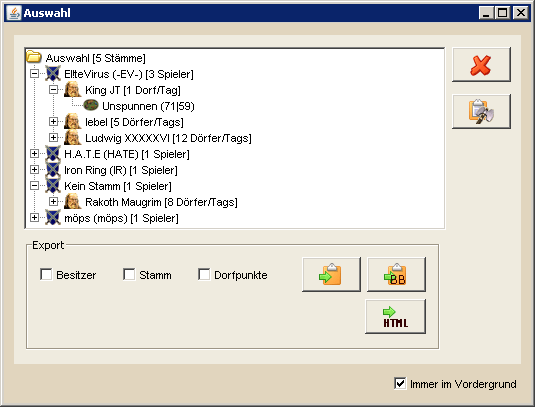 Auswahl
Auswahl [5 Stämme]
EliteVirus (-EV-) [3 Spieler]
King JT [1 Dorf/Tag]
Unspunnen (71|59)
lebel [5 Dörfer/Tags]
Ludwig XXXXXVI [12 Dörfer/Tags]
H.A.T.E (HATE) [1 Spieler]
Iron Ring (IR) [1 Spieler]
Kein Stamm [1 Spieler]
Rakoth Maugrim [8 Dörfer/Tags]
möps (möps) [1 Spieler]
Export
Besitzer Stamm Dorfpunkte BB
HTML
Immer im Vordergrund